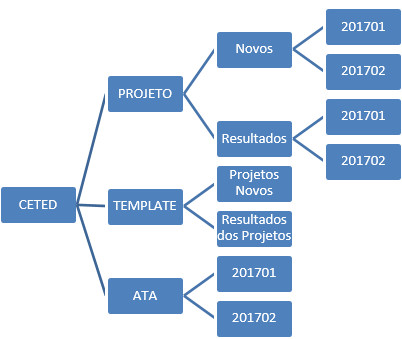 CETED
PROJETO
Novos
201701
201702
Resultados
201701
201702
TEMPLATE
Projetos
Novos
Resultados
dos Projetos
ATA
201701
201702